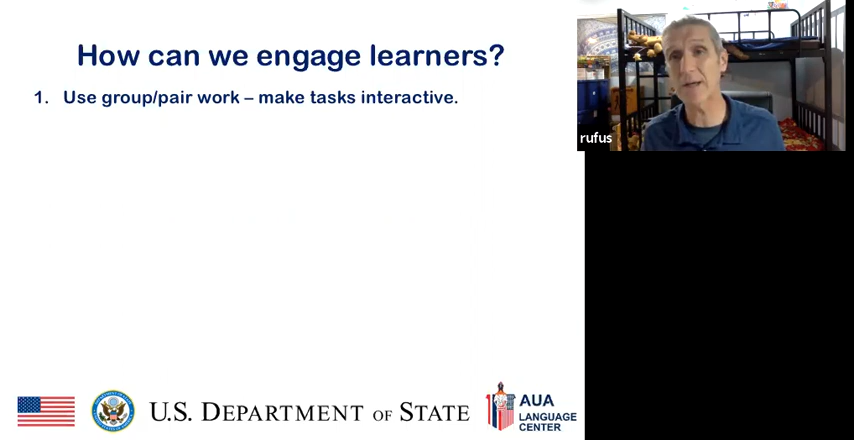 How can we engage learners?
1. Use group/pair work – make tasks interactive.
rufus
U.S. DEPARTMENT OF STATE
AUA
LANGUAGE
CENTER